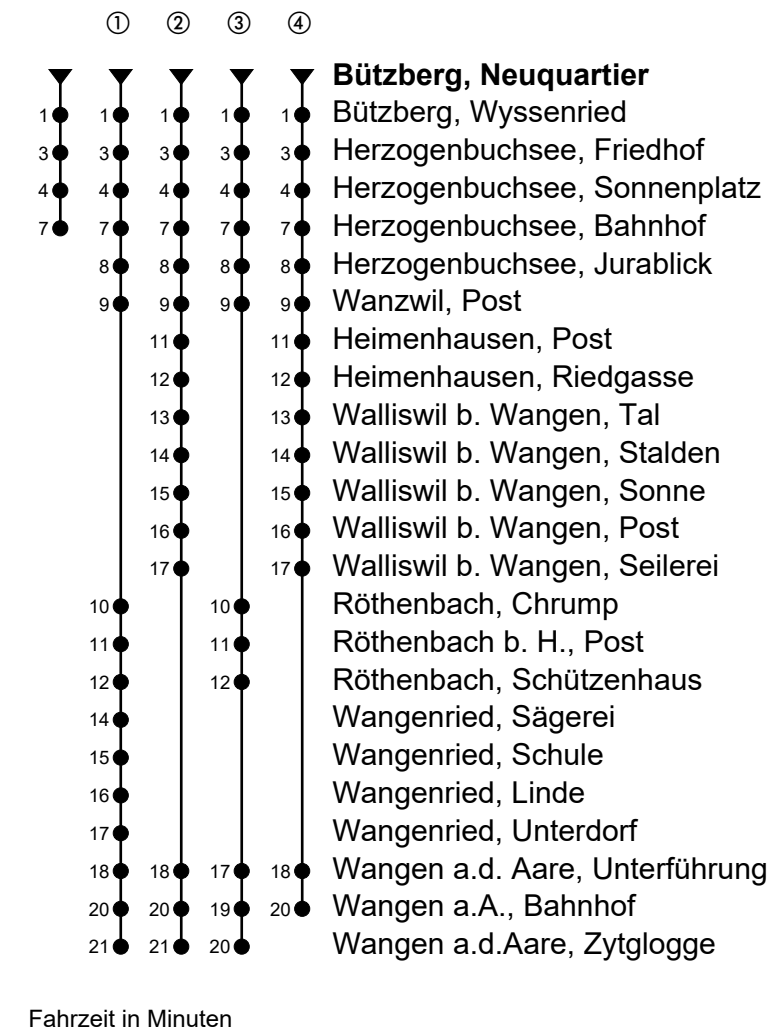 ① ② ③ ④
Bützberg, Neuquartier
1 1 1 1 1 Bützberg, Wyssenried
3 3 3 3 3 Herzogenbuchsee, Friedhof
4 4 4 4 4 Herzogenbuchsee, Sonnenplatz
7 7 7 7 7 Herzogenbuchsee, Bahnhof
8 8 8 8 Herzogenbuchsee, Jurablick
9 9 9 9 Wanzwil, Post
11 11 Heimenhausen, Post
12 12 Heimenhausen, Riedgasse
13 13 Walliswil b. Wangen, Tal
14 14 Walliswil b. Wangen, Stalden
15 15 Walliswil b. Wangen, Sonne
16 16 Walliswil b. Wangen, Post
17 17 Walliswil b. Wangen, Seilerei
10 10 Röthenbach, Chrump
11 11 Röthenbach b. H., Post
12 12 Röthenbach, Schützenhaus
14 Wangenried, Sägerei
15 Wangenried, Schule
16 Wangenried, Linde
17 Wangenried, Unterdorf
18 18 17 18 Wangen a.d. Aare, Unterführung
20 20 19 20 Wangen a.A., Bahnhof
21 21 20 Wangen a.d.Aare, Zytglogge
Fahrzeit in Minuten